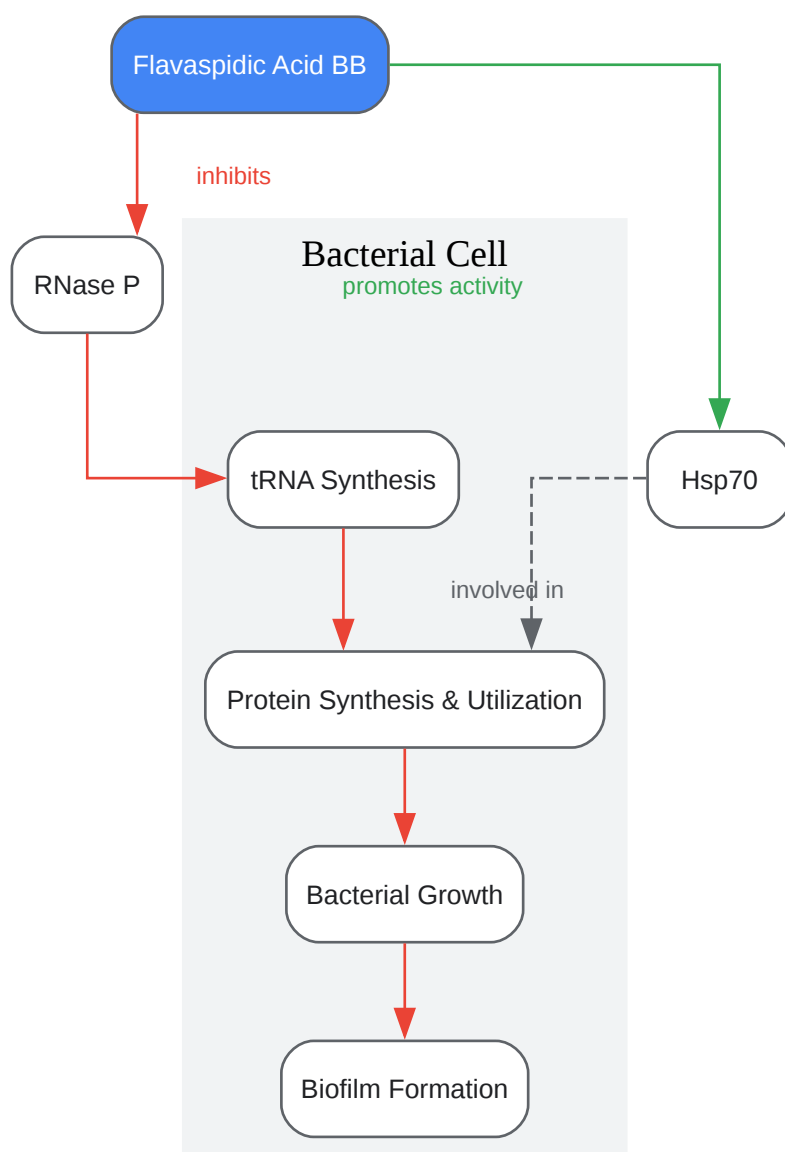 Flavaspidic Acid BB
inhibits
Bacterial Cell
promotes activity
RNase P
tRNA Synthesis
Hsp70
involved in
Protein Synthesis & Utilization
Bacterial Growth
Biofilm Formation